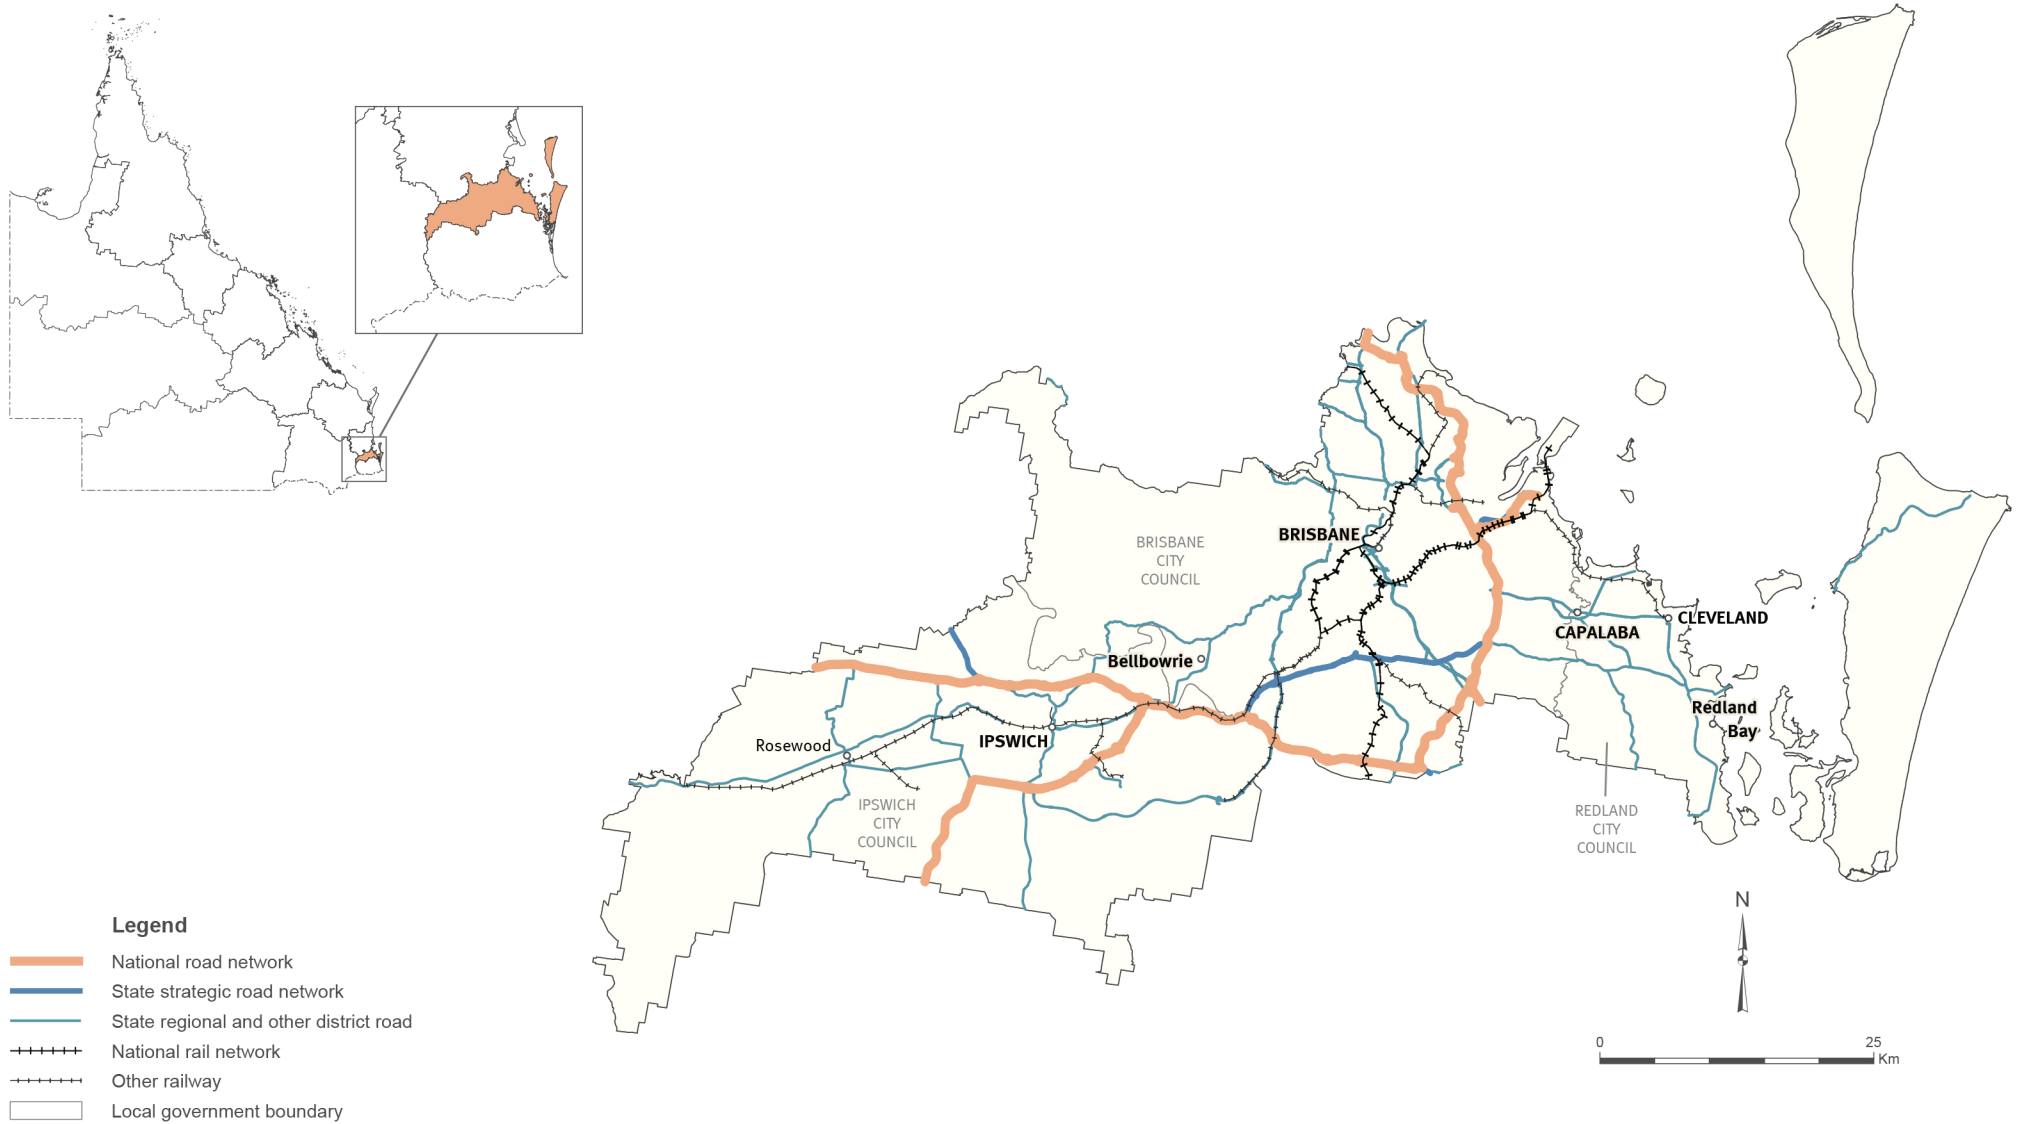 BRISBANE
BRISBANE
CITY
COUNCIL
CLEVELAND
CAPALABA
Bellbowrie
Redland
Bay
IPSWICH
Rosewood
IPSWICH
CITY
COUNCIL
REDLAND
CITY
COUNCIL
N
0 25
Km
Legend
National road network
State strategic road network
State regional and other district road
National rail network
Other railway
Local government boundary